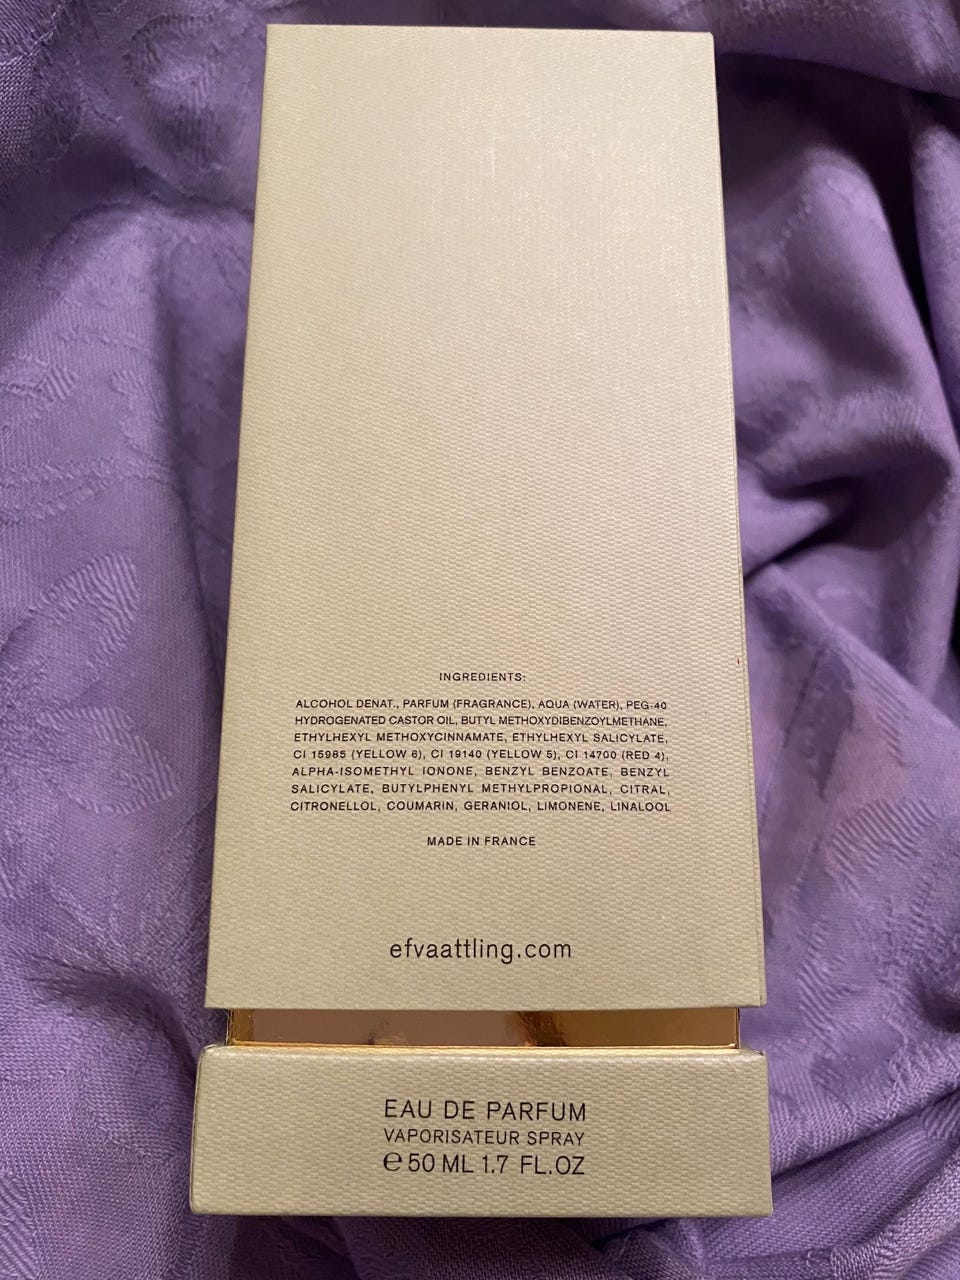 INGREDIENTS:
ALCOHOL DENAT., PARFUM (FRAGRANCE), AQUA (WATER), PEG-40
HYDROGENATED CASTOR OIL, BUTYL METHOXYDIBENZOYLMETHANE,
ETHYLHEXYL METHOXYCINNAMATE, ETHYLHEXYL SALICYLATE,
CI 15985 (YELLOW 6), CI 19140 (YELLOW 5), CI 14700 (RED 4),
ALPHA-ISOMETHYL IONONE, BENZYL BENZOATE, BENZYL
SALICYLATE, BUTYLPHENYL METHYLPROPIONAL, CITRAL,
CITRONELLOL, COUMARIN, GERANIOL, LIMONENE, LINALOOL
MADE IN FRANCE
efvaattling.com
EAU DE PARFUM
VAPORISATEUR SPRAY
℮ 50 ML 1.7 FL.OZ